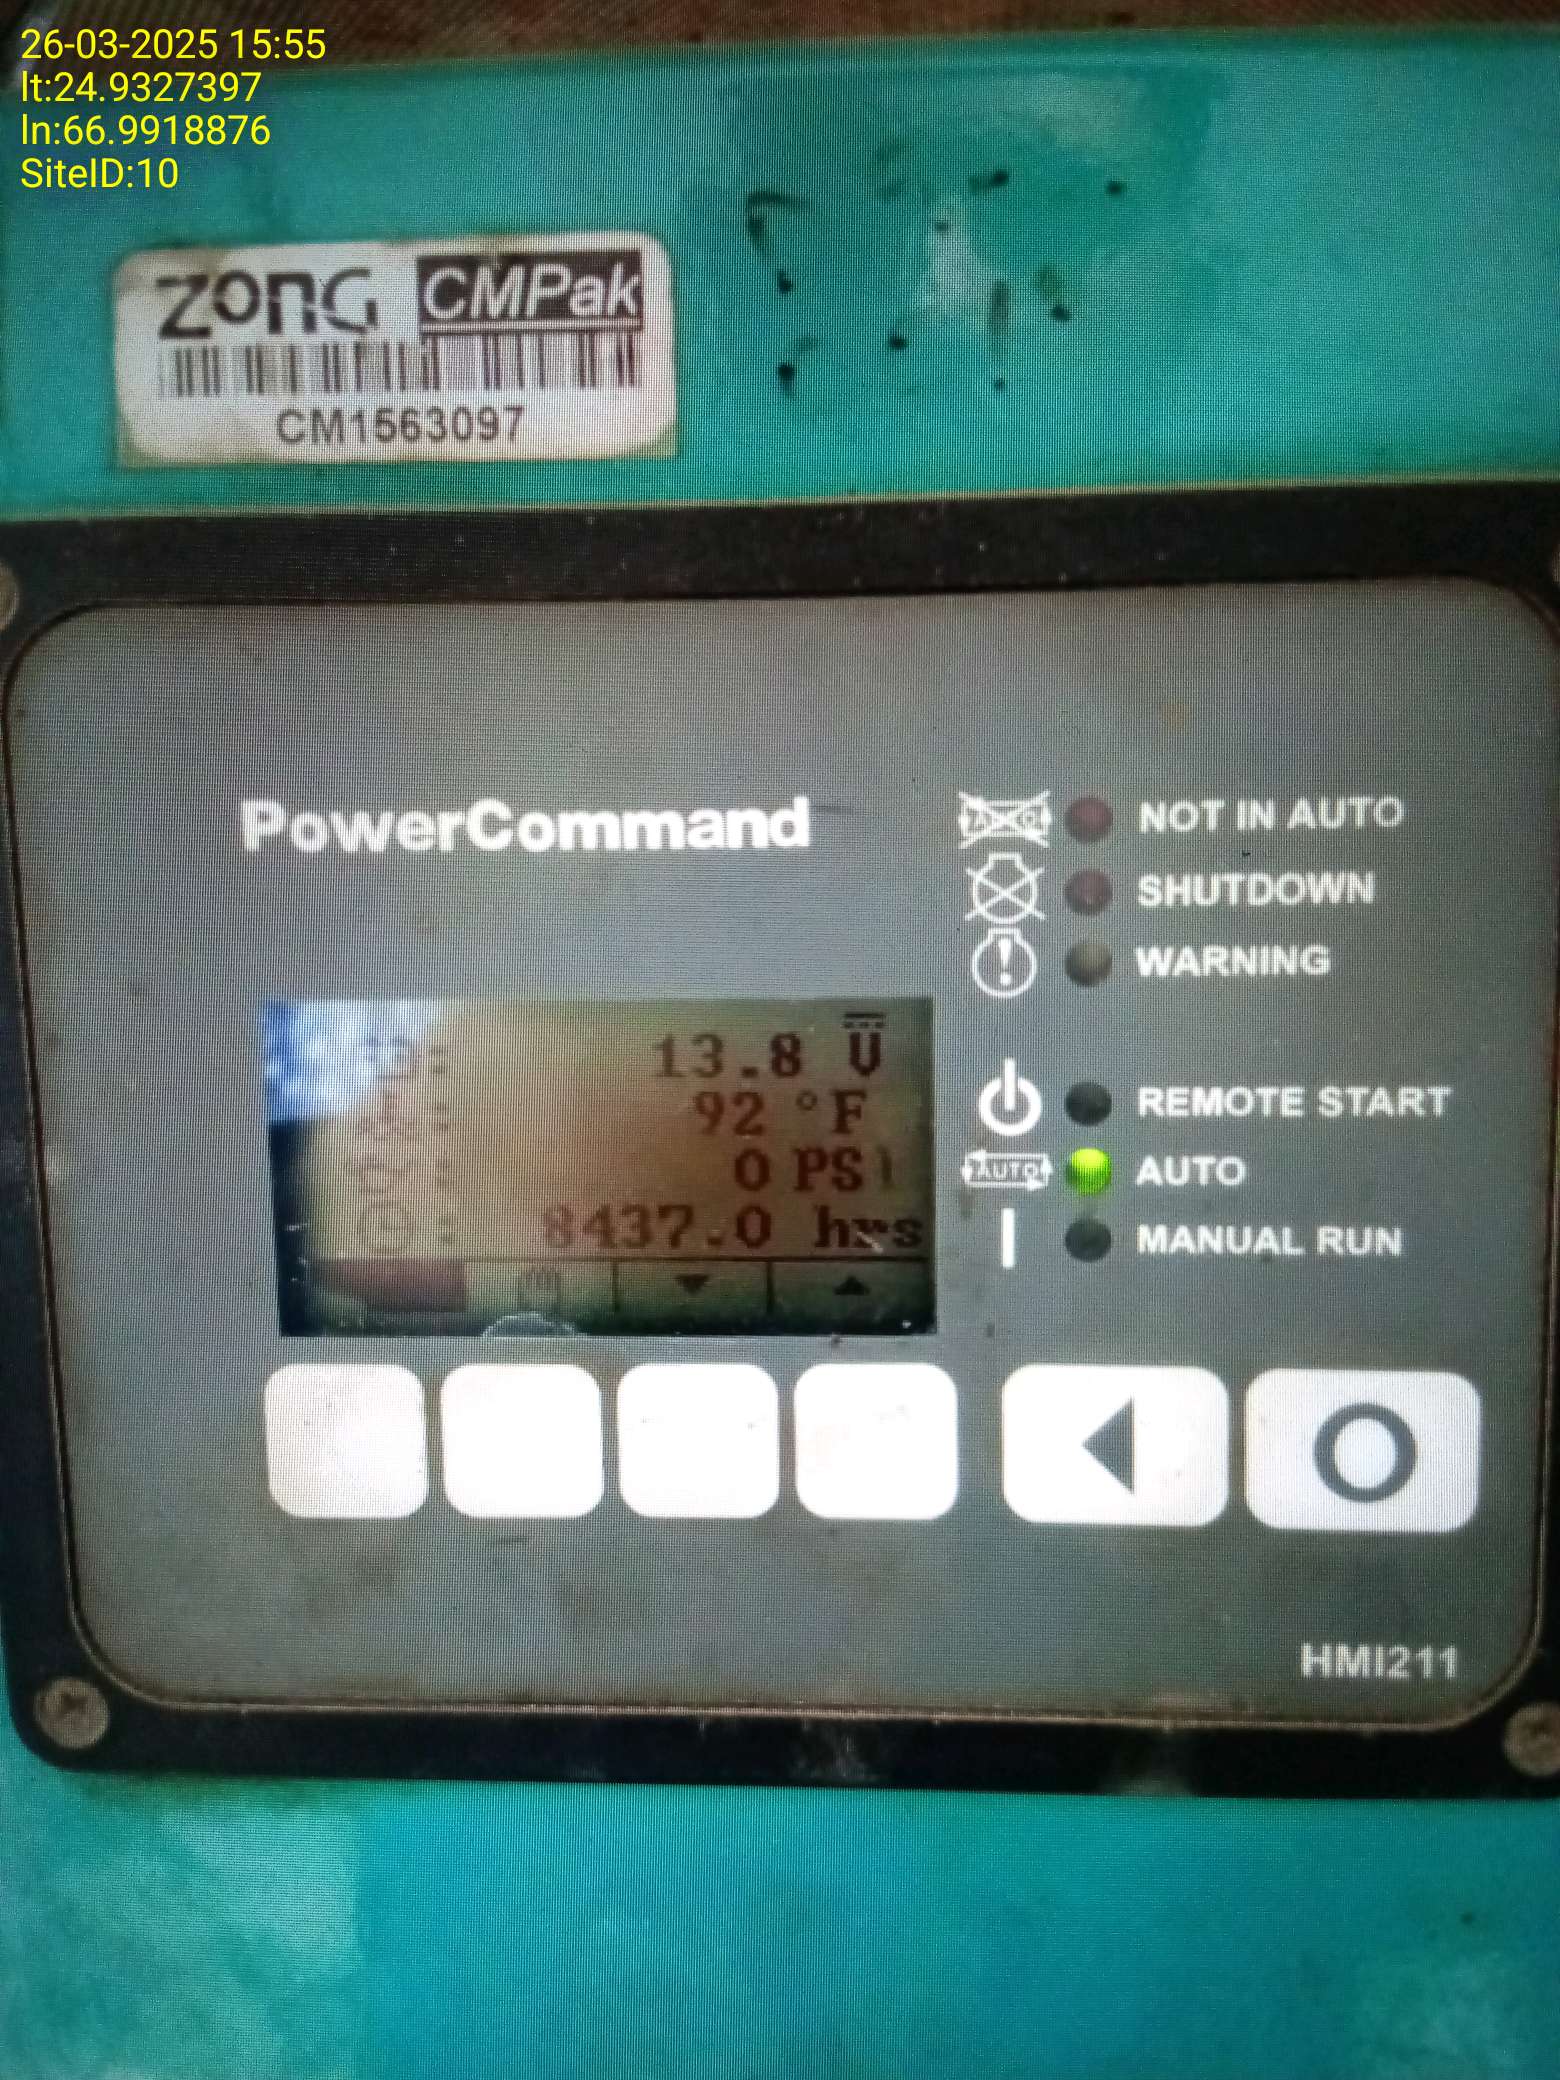 26-03-2025 15:55
lt:24.9327397
ln:66.9918876
SiteID:10
zonG CMPak
CM1563097
PowerCommand
NOT IN AUTO
SHUTDOWN
WARNING
13.8 V
92 °F
0 PSI
8437.0 hrs
REMOTE START
AUTO AUTO
MANUAL RUN
HMI211